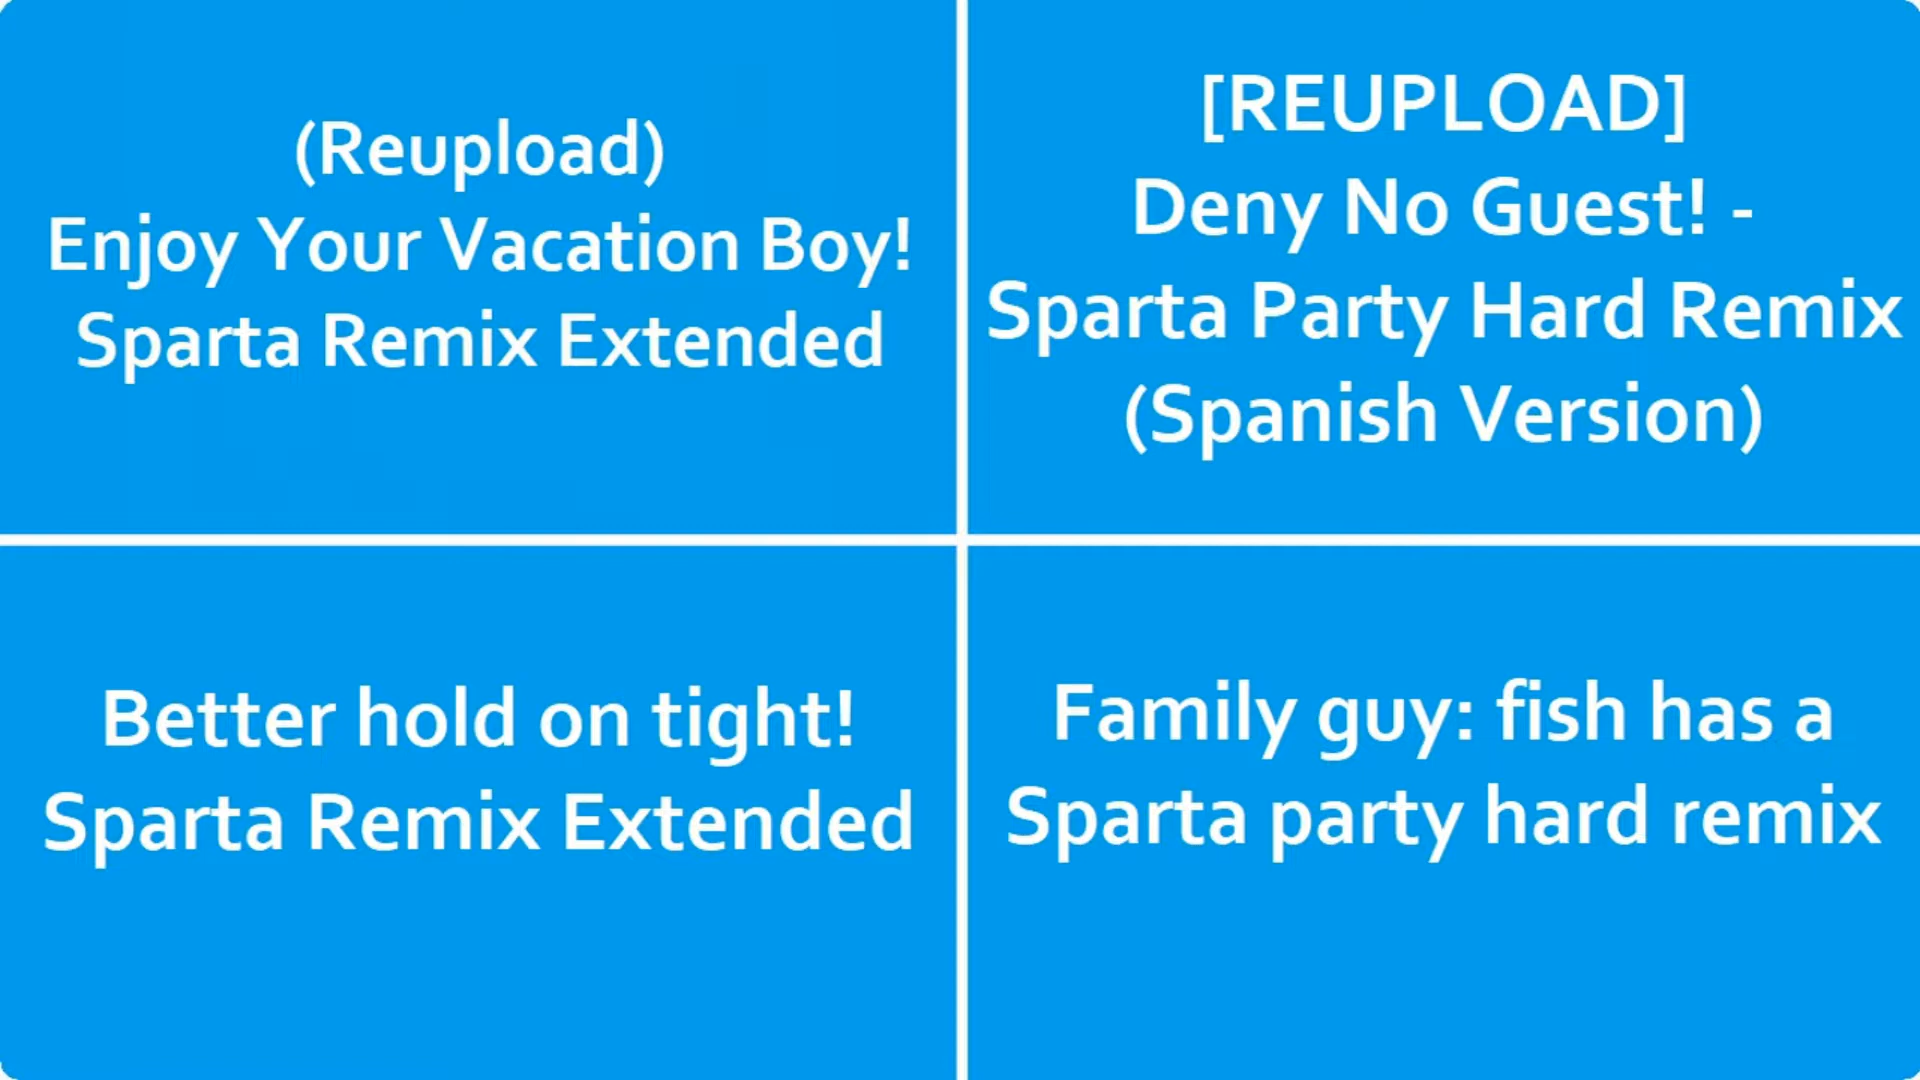 (Reupload)
Enjoy Your Vacation Boy!
Sparta Remix Extended
[REUPLOAD]
Deny No Guest! -
Sparta Party Hard Remix
(Spanish Version)
Better hold on tight!
Sparta Remix Extended
Family guy: fish has a
Sparta party hard remix